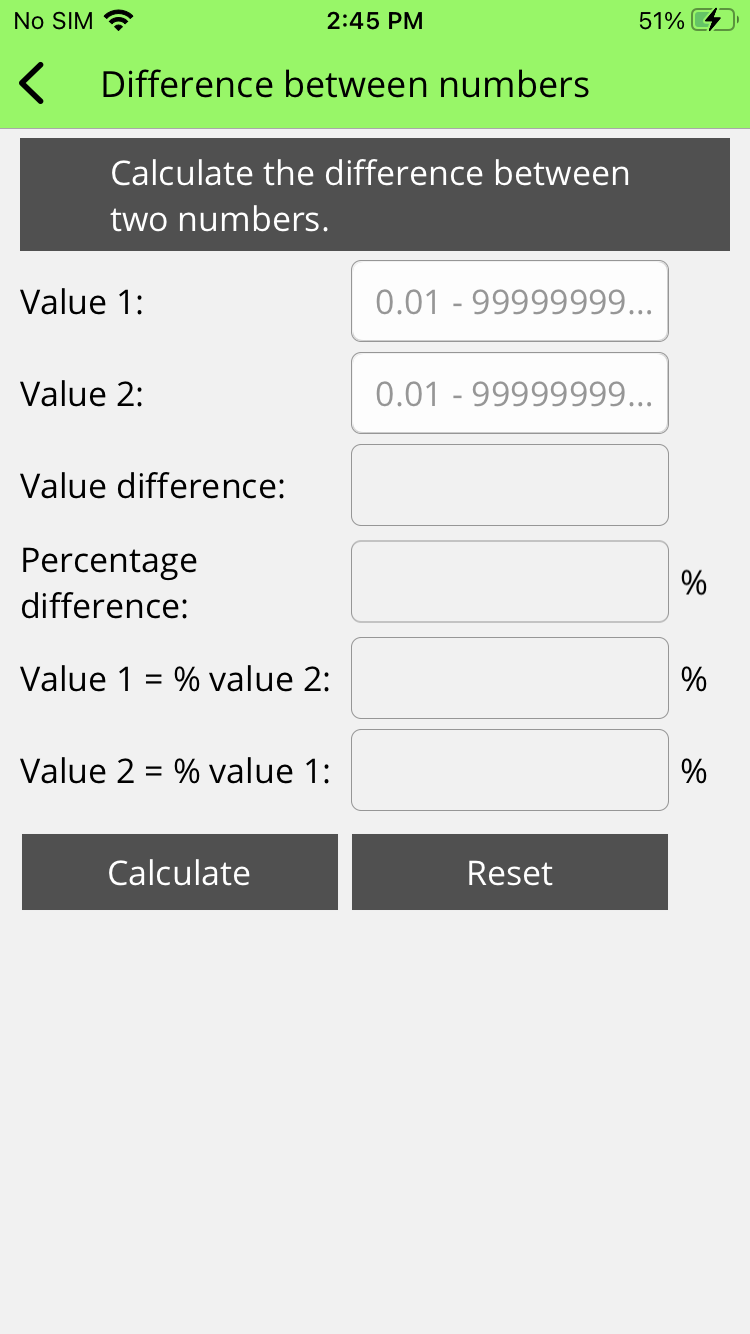 No SIM 2:45 PM 51%
Difference between numbers
Calculate the difference between
two numbers.
Value 1: 0.01 - 99999999...
Value 2: 0.01 - 99999999...
Value difference:
Percentage
difference: %
Value 1 = % value 2: %
Value 2 = % value 1: %
Calculate Reset